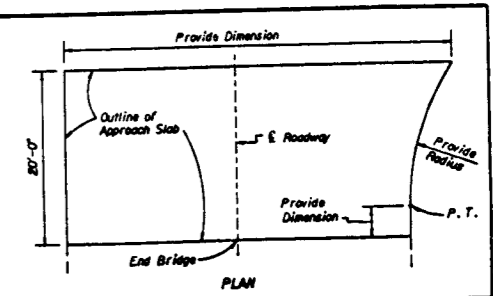 Provide Dimension
20'-0"
Outline of
Approach Slab
℄ Roadway
Provide
Radius
Provide
Dimension
P. T.
End Bridge
PLAN